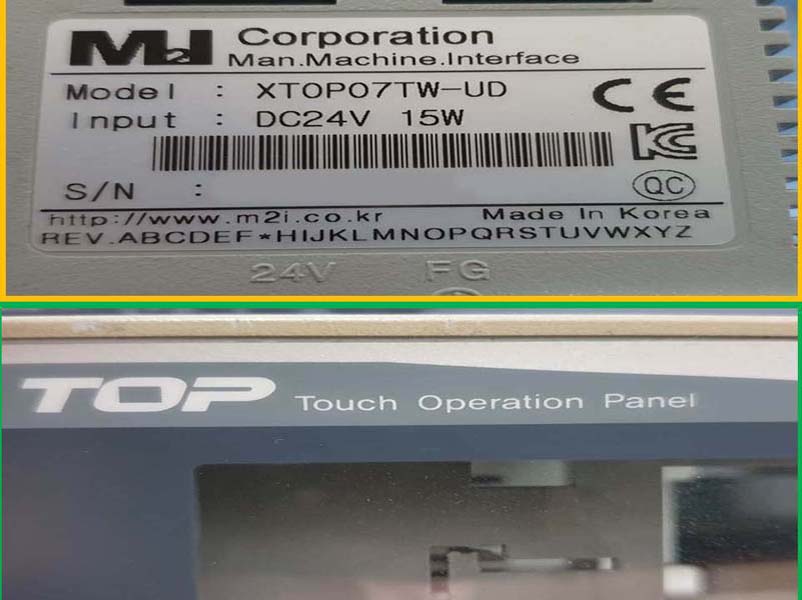 M2I Corporation
Man.Machine.Interface
Model : XTOP07TW-UD
Input : DC24V 15W
CE
KC
S/N :
QC
http://www.m2i.co.kr Made In Korea
REV.ABCDEF*HIJKLMNOPQRSTUVWXYZ
24V FG
TOP Touch Operation Panel